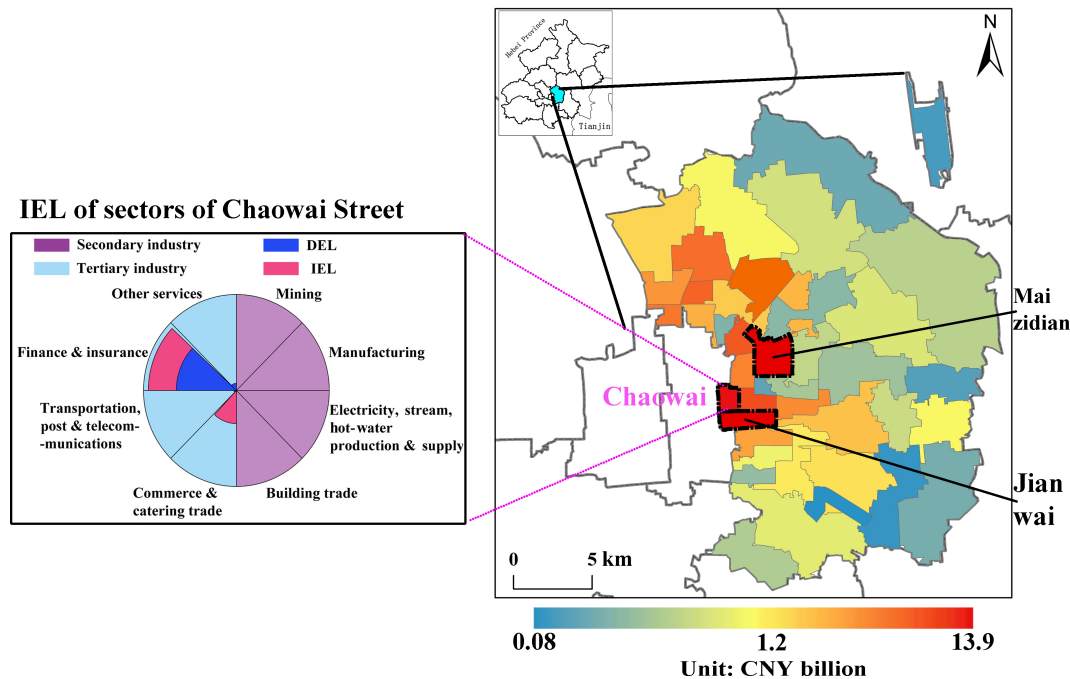 Hebei Province
Tianjin
N
IEL of sectors of Chaowai Street
Secondary industry
DEL
Tertiary industry
IEL
Other services
Mining
Finance & insurance
Manufacturing
Transportation,
post & telecom-
-munications
Electricity, stream,
hot-water
production & supply
Commerce &
catering trade
Building trade
Mai
zidian
Chaowai
Jian
wai
0
5 km
0.08
1.2
13.9
Unit: CNY billion